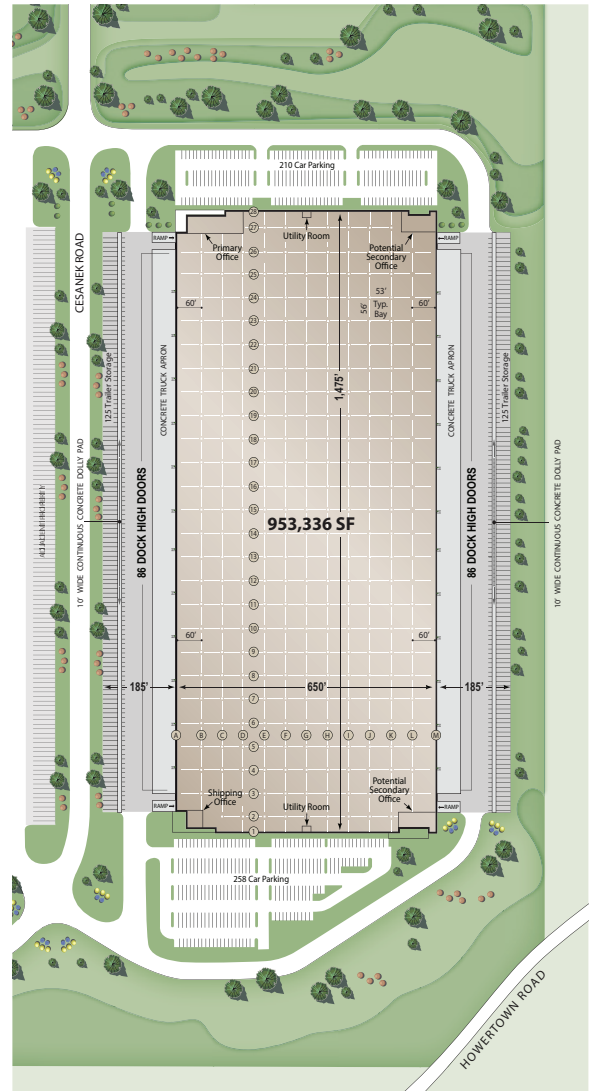 210 Car Parking
28
27
26
25
24
23
22
21
20
19
18
17
16
15
14
13
12
11
10
9
8
7
6
5
4
3
2
1
RAMP
Primary
Office
Utility Room
Potential
Secondary
Office
RAMP
CESANEK ROAD
60'
53'
56'
Typ.
Bay
60'
125 Trailer Storage
CONCRETE TRUCK APRON
1,475'
CONCRETE TRUCK APRON
125 Trailer Storage
10' WIDE CONTINUOUS CONCRETE DOLLY PAD
86 DOCK HIGH DOORS
953,336 SF
86 DOCK HIGH DOORS
10' WIDE CONTINUOUS CONCRETE DOLLY PAD
60'
60'
185'
650'
185'
A
B
C
D
E
F
G
H
I
J
K
L
M
RAMP
Shipping
Office
Utility Room
Potential
Secondary
Office
RAMP
258 Car Parking
HOWERTOWN ROAD